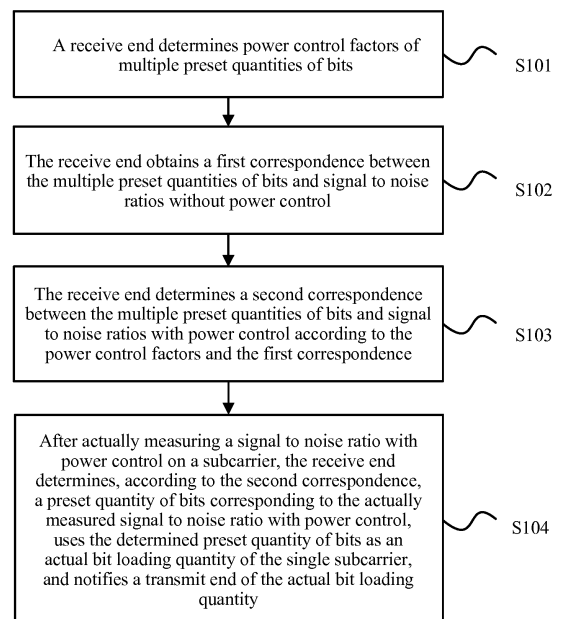 A receive end determines power control factors of
multiple preset quantities of bits
S101
The receive end obtains a first correspondence between
the multiple preset quantities of bits and signal to noise
ratios without power control
S102
The receive end determines a second correspondence
between the multiple preset quantities of bits and signal
to noise ratios with power control according to the
power control factors and the first correspondence
S103
After actually measuring a signal to noise ratio with
power control on a subcarrier, the receive end
determines, according to the second correspondence,
a preset quantity of bits corresponding to the actually
measured signal to noise ratio with power control,
uses the determined preset quantity of bits as an
actual bit loading quantity of the single subcarrier,
and notifies a transmit end of the actual bit loading
quantity
S104